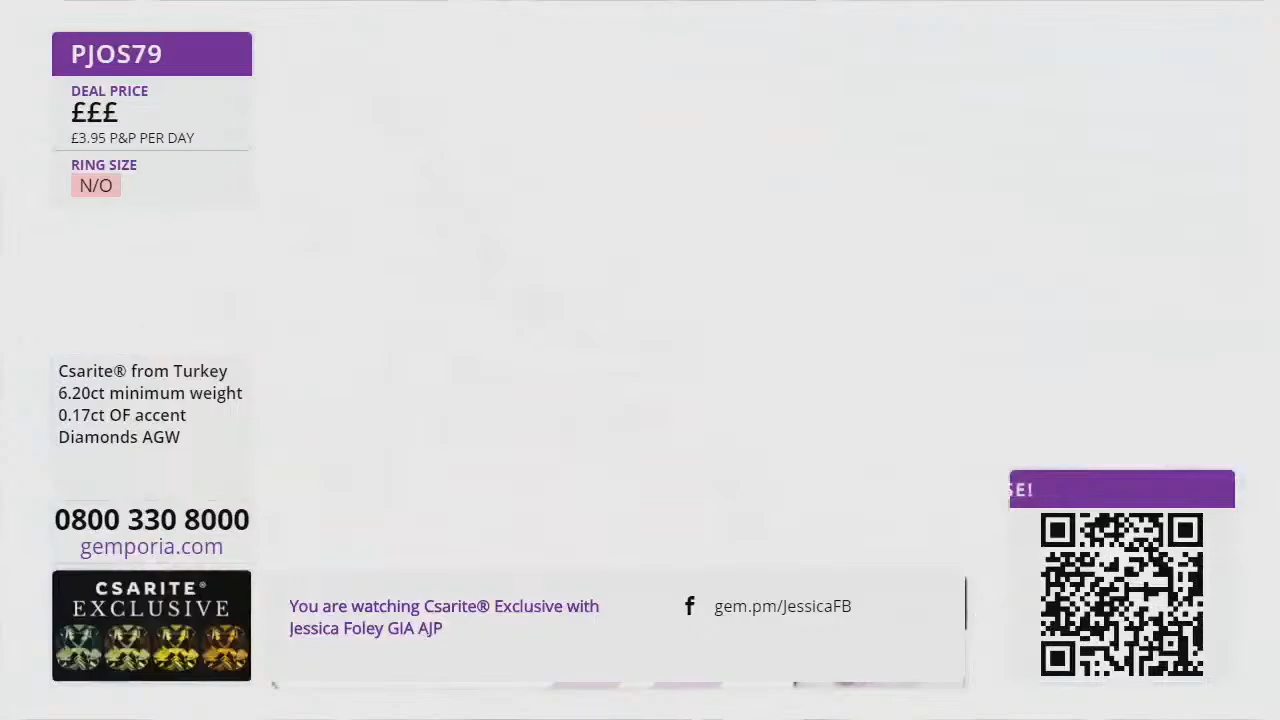 PJOS79
DEAL PRICE
£££
£3.95 P&P PER DAY
RING SIZE
N/O
Csarite® from Turkey
6.20ct minimum weight
0.17ct OF accent
Diamonds AGW
0800 330 8000
gemporia.com
CSARITE®
EXCLUSIVE
You are watching Csarite® Exclusive with
Jessica Foley GIA AJP
gem.pm/JessicaFB
SE!